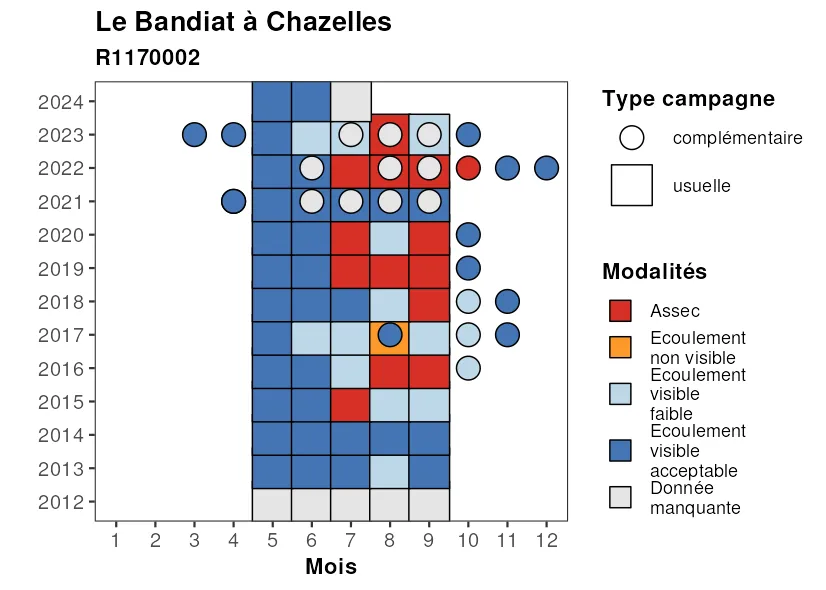 Le Bandiat à Chazelles
R1170002
2024
2023
2022
2021
2020
2019
2018
2017
2016
2015
2014
2013
2012
1 2 3 4 5 6 7 8 9 10 11 12
Mois
Type campagne
complémentaire
usuelle
Modalités
Assec
Ecoulement
non visible
Ecoulement
visible
faible
Ecoulement
visible
acceptable
Donnée
manquante